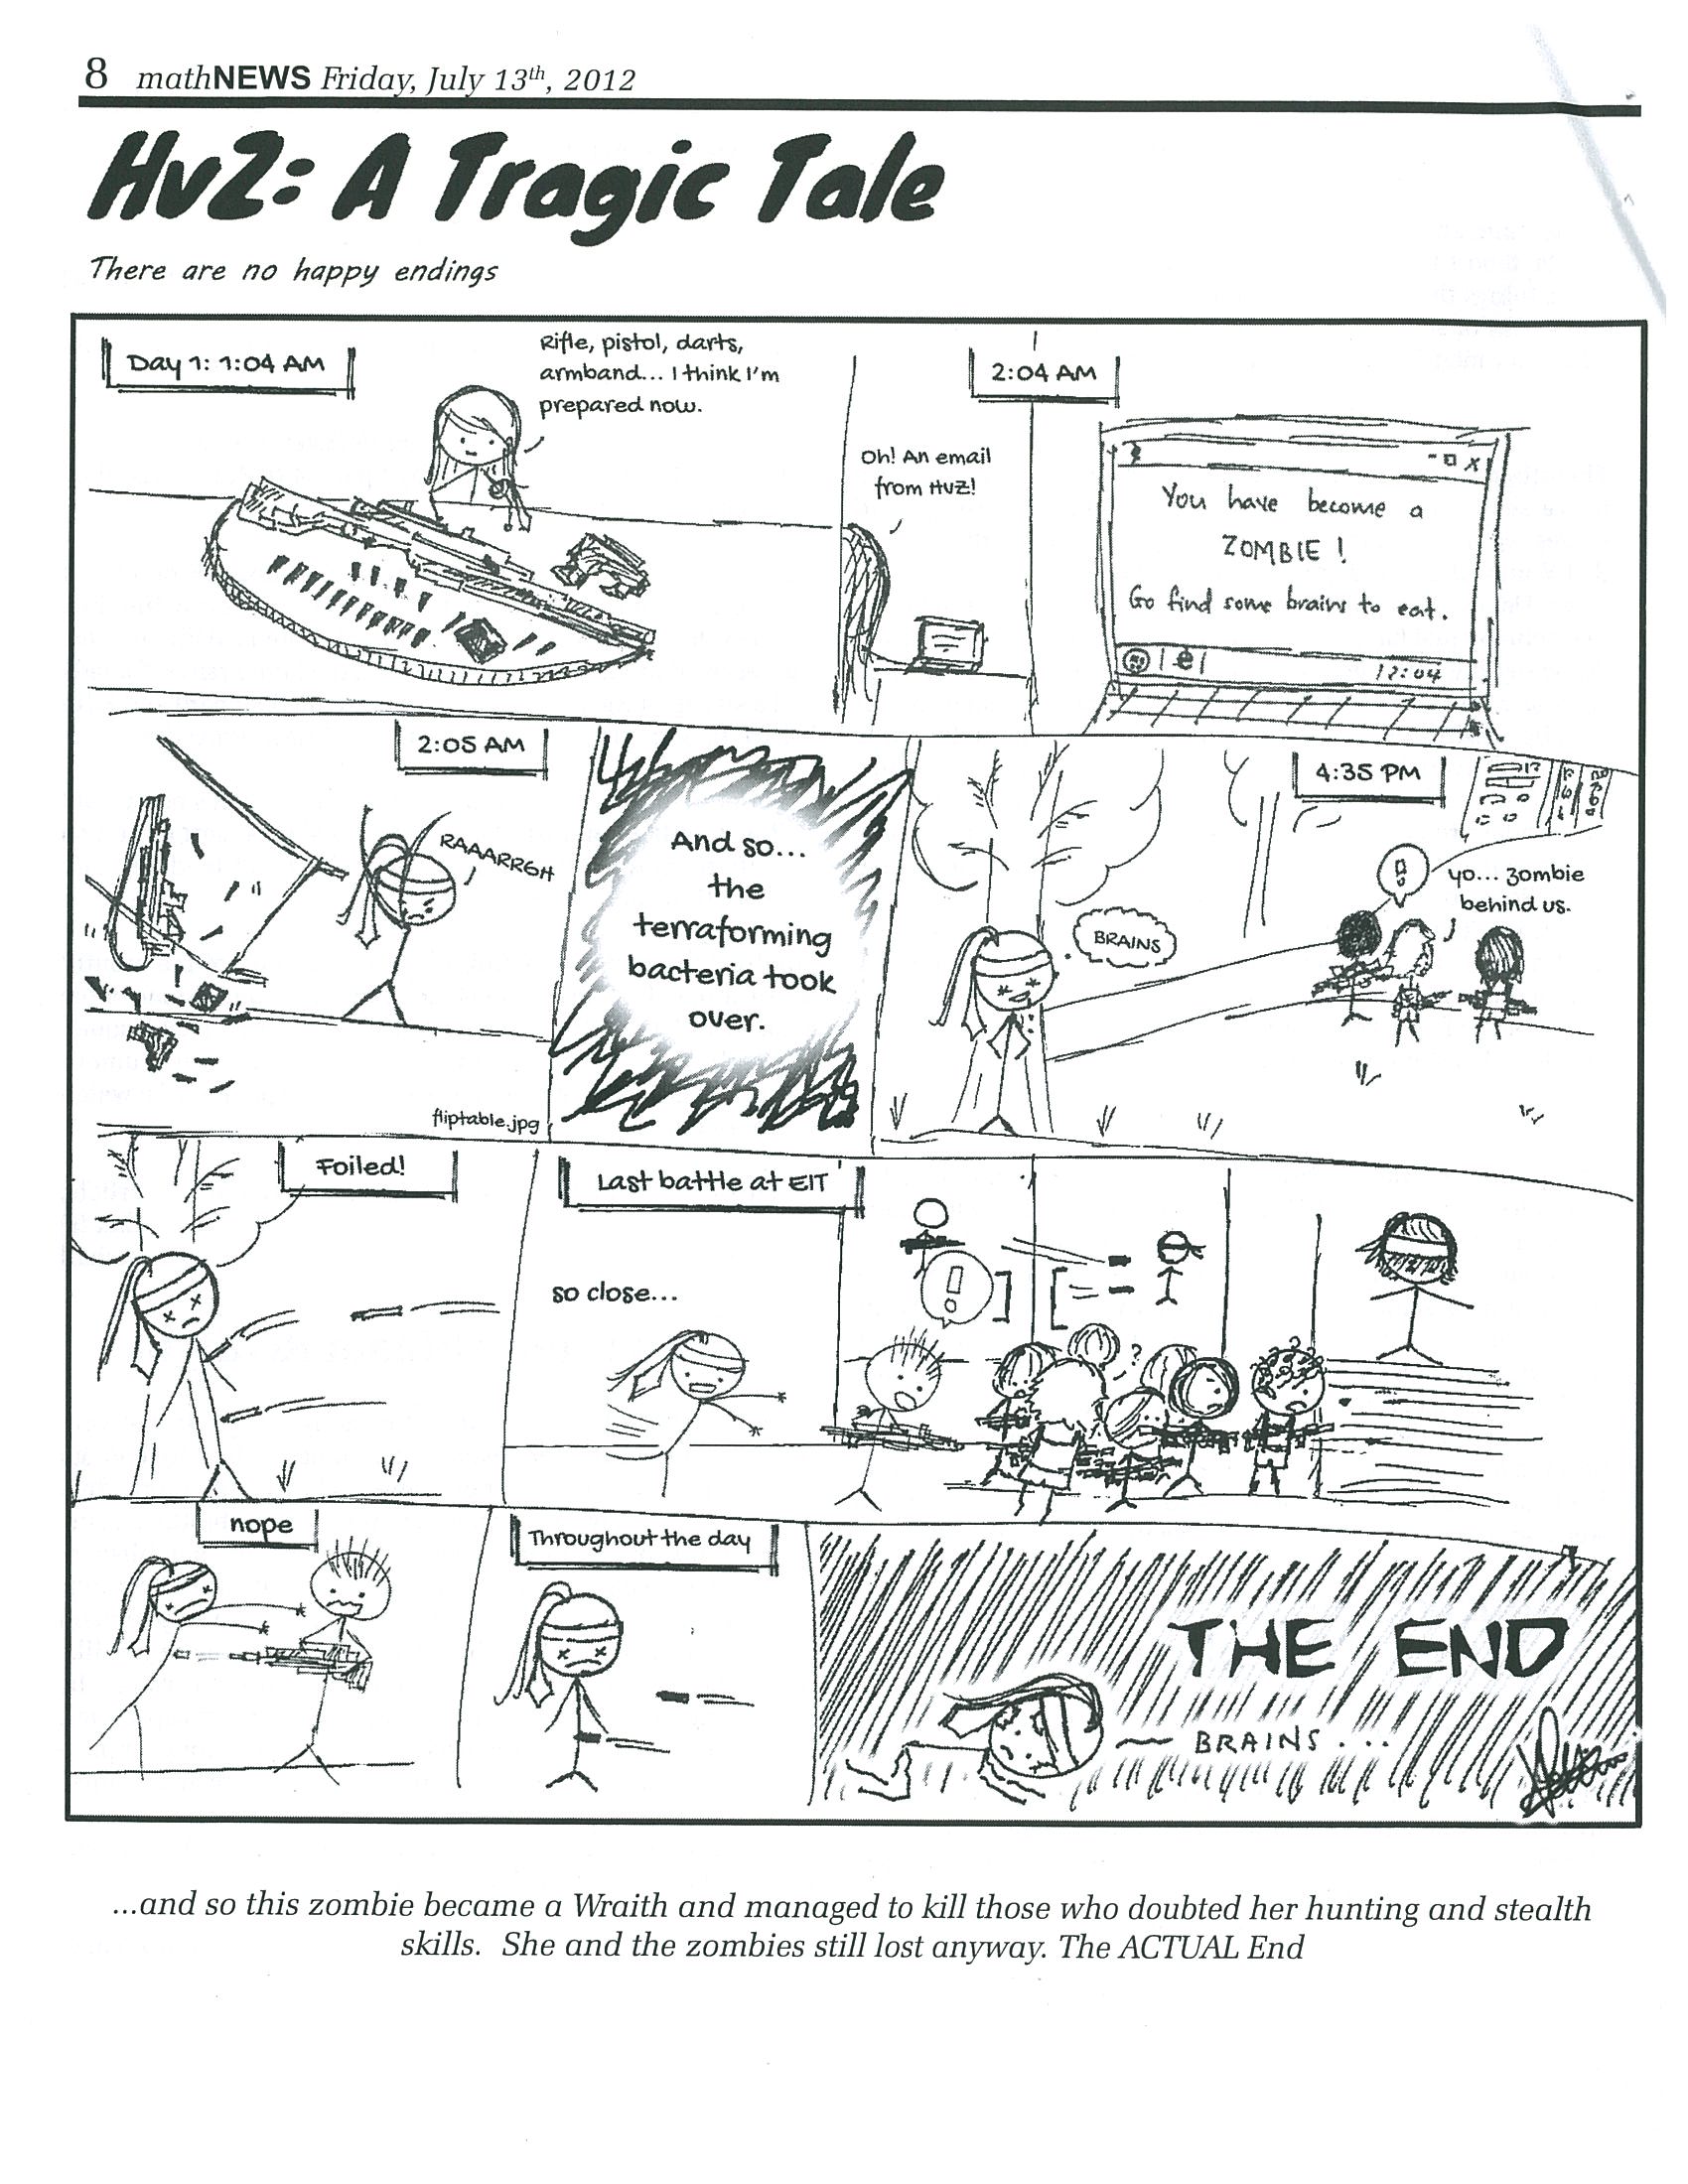 8 mathNEWS Friday, July 13th, 2012
HvZ: A Tragic Tale
There are no happy endings
Day 1: 1:04 AM
Rifle, pistol, darts,
armband... I think I'm
prepared now.
2:04 AM
Oh! An email
from HvZ!
- X
You have become a
ZOMBIE!
Go find some brains to eat.
e
12:04
2:05 AM
RAAARRGH
fliptable.jpg
And so...
the
terraforming
bacteria took
over.
4:35 PM
BRAINS
!
yo... zombie
behind us.
Foiled!
Last battle at EIT
so close...
!
] [
?
nope
Throughout the day
THE END
~ BRAINS...
...and so this zombie became a Wraith and managed to kill those who doubted her hunting and stealth
skills. She and the zombies still lost anyway. The ACTUAL End